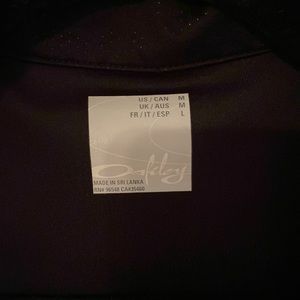 US / CAN M
UK / AUS M
FR / IT / ESP L
Oakley
MADE IN SRI LANKA
RN# 96548 CA#35460